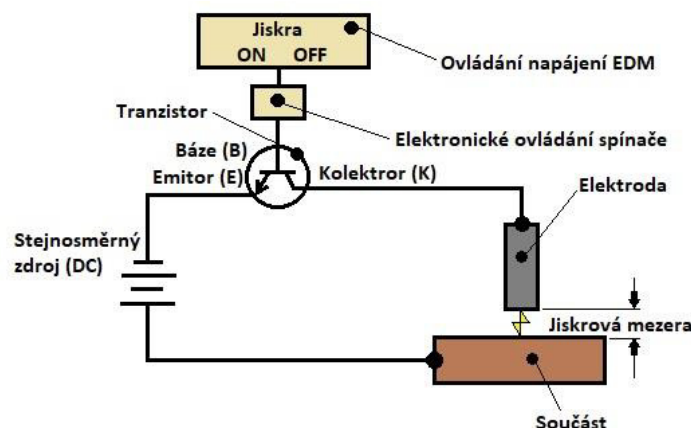 Jiskra
ON OFF
Ovládání napájení EDM
Tranzistor
Elektronické ovládání spínače
Báze (B)
Emitor (E)
Kolektror (K)
Elektroda
Stejnosměrný
zdroj (DC)
Jiskrová mezera
Součást